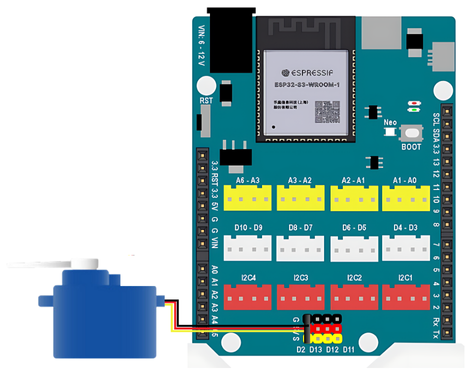 VIN: 6 - 12 V
ESPRESSIF
ESP32-S3-WROOM-1
RST
Neo
BOOT
3.3 RST 3.3 5V G G VIN
A0 A1 A2 A3 A4 A5
SCL SDA 3.3 13 12 11 10 9 8
7 6 5 4 3 2 Rx Tx
A6 - A3
A3 - A2
A2 - A1
A1 - A0
D10 - D9
D8 - D7
D6 - D5
D4 - D3
I2C4
I2C3
I2C2
I2C1
G
V
S
D2 D13 D12 D11